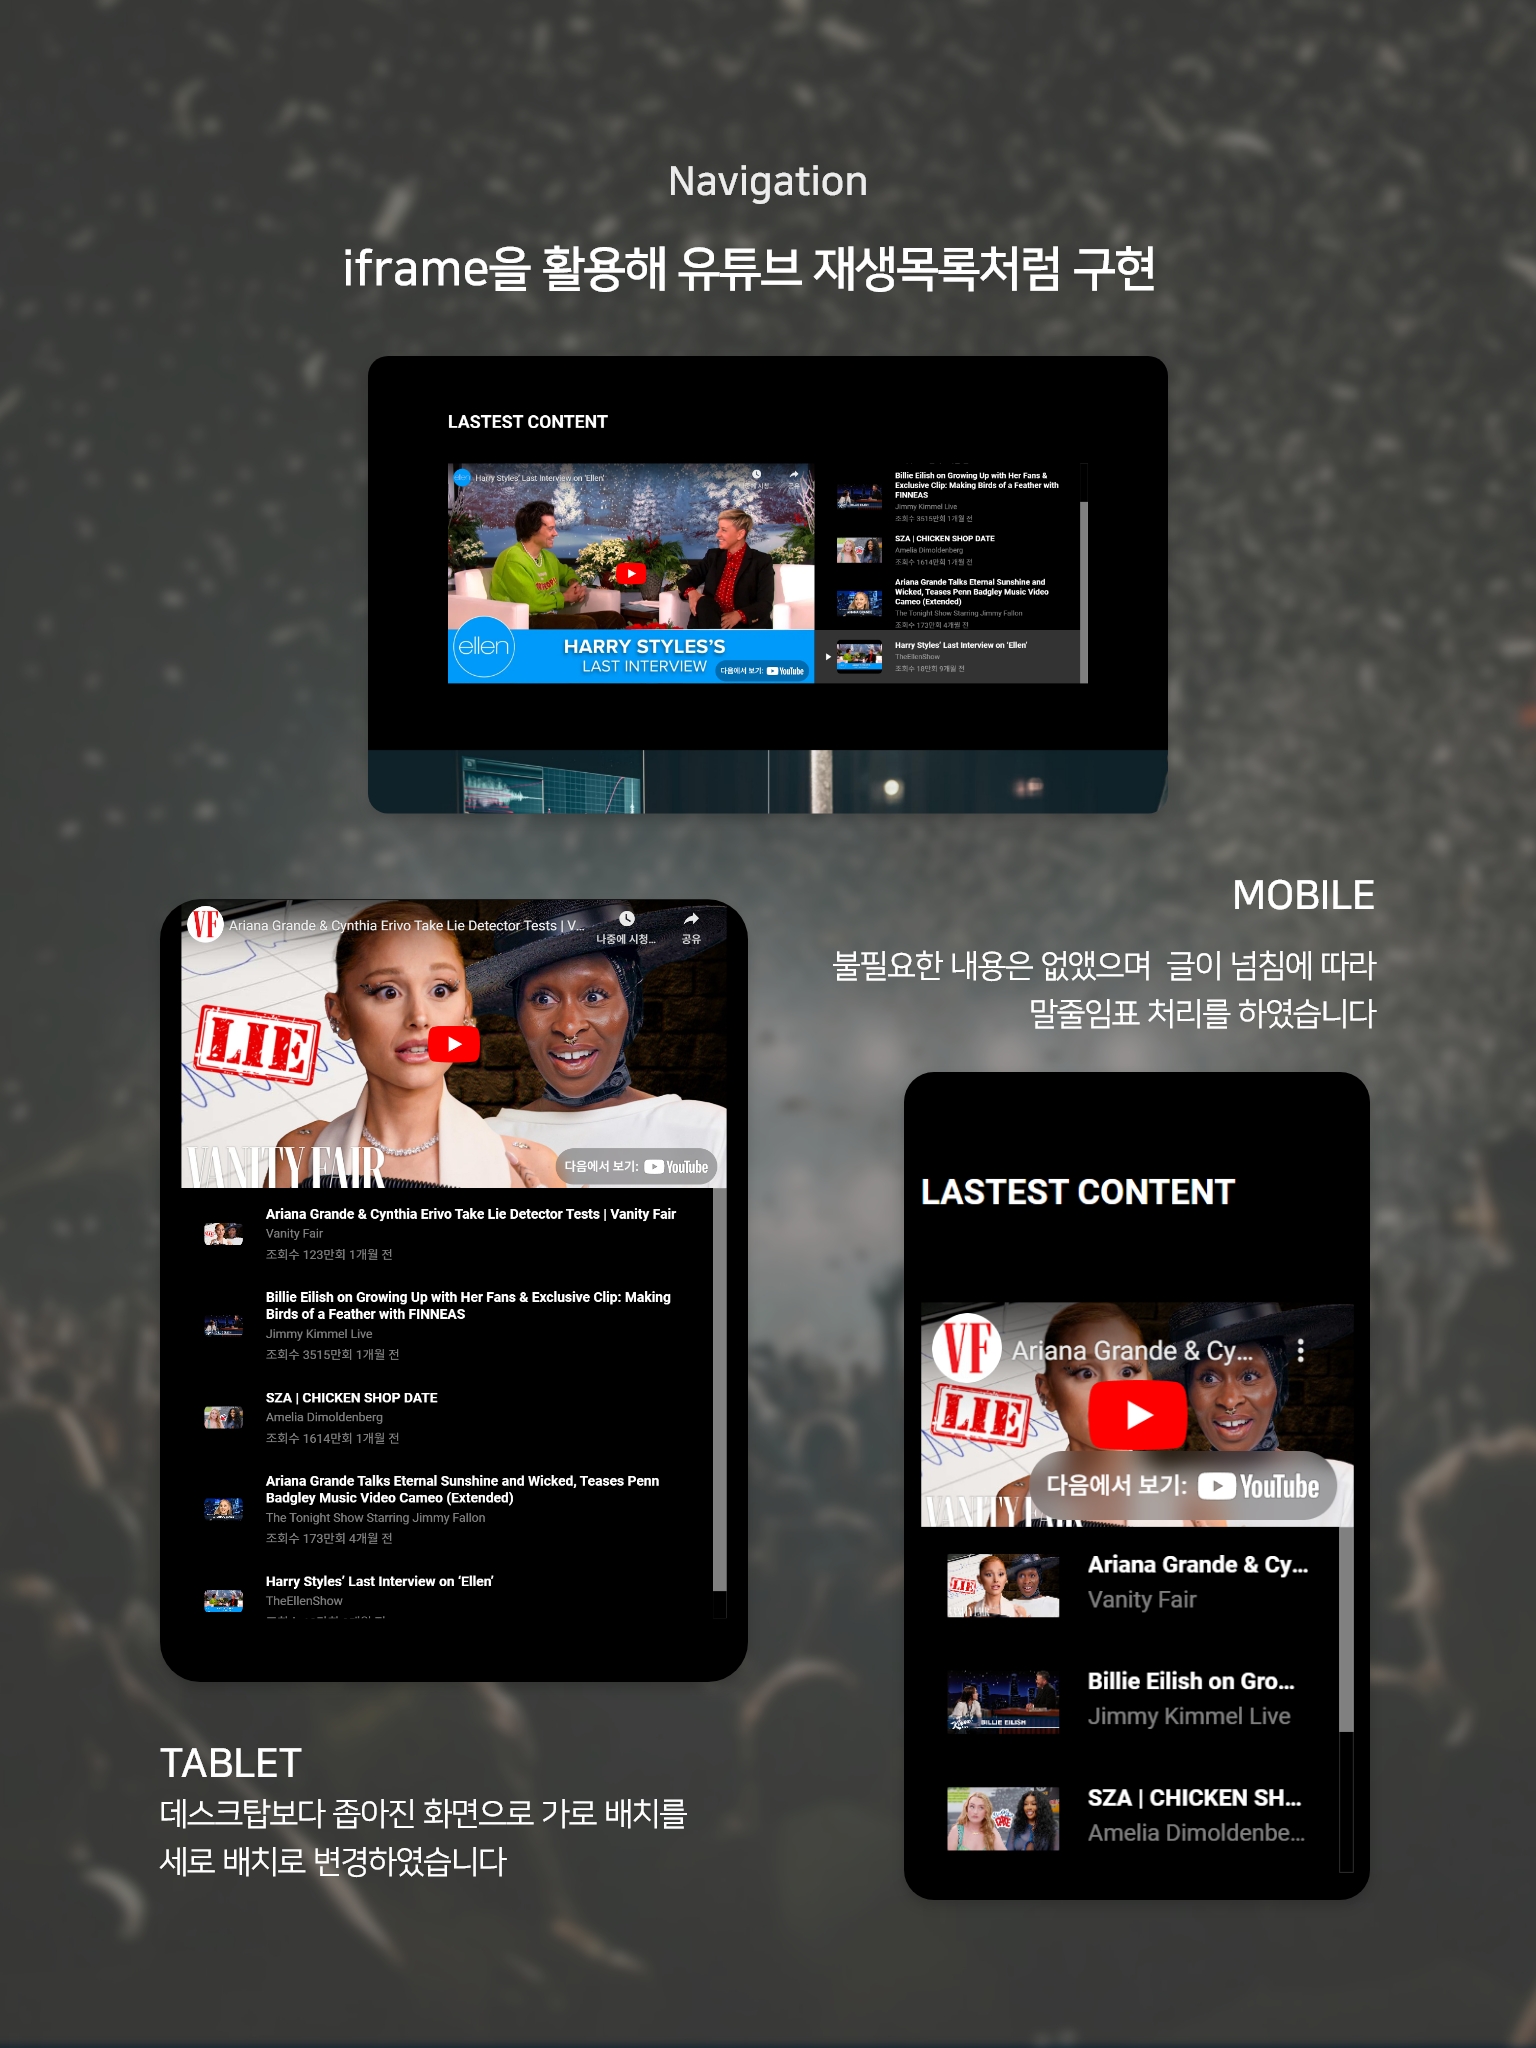 Navigation
iframe을 활용해 유튜브 재생목록처럼 구현
LASTEST CONTENT
Harry Styles' Last Interview on 'Ellen'
공유
ellen
HARRY STYLES'S
LAST INTERVIEW
다음에서 보기: YouTube
Billie Eilish on Growing Up with Her Fans &
Exclusive Clip: Making Birds of a Feather with
FINNEAS
Jimmy Kimmel Live
조회수 3515만회 1개월 전
SZA | CHICKEN SHOP DATE
Amelia Dimoldenberg
조회수 1614만회 1개월 전
Ariana Grande Talks Eternal Sunshine and
Wicked, Teases Penn Badgley Music Video
Cameo (Extended)
The Tonight Show Starring Jimmy Fallon
조회수 173만회 4개월 전
Harry Styles' Last Interview on 'Ellen'
TheEllenShow
조회수 18만회 9개월 전
MOBILE
불필요한 내용은 없앴으며 글이 넘침에 따라
말줄임표 처리를 하였습니다
VF
Ariana Grande & Cynthia Erivo Take Lie Detector Tests | V...
나중에 시청...
공유
LIE
VANITY FAIR
다음에서 보기: YouTube
Ariana Grande & Cynthia Erivo Take Lie Detector Tests | Vanity Fair
Vanity Fair
조회수 123만회 1개월 전
Billie Eilish on Growing Up with Her Fans & Exclusive Clip: Making
Birds of a Feather with FINNEAS
Jimmy Kimmel Live
조회수 3515만회 1개월 전
SZA | CHICKEN SHOP DATE
Amelia Dimoldenberg
조회수 1614만회 1개월 전
Ariana Grande Talks Eternal Sunshine and Wicked, Teases Penn
Badgley Music Video Cameo (Extended)
The Tonight Show Starring Jimmy Fallon
조회수 173만회 4개월 전
Harry Styles' Last Interview on 'Ellen'
TheEllenShow
TABLET
데스크탑보다 좁아진 화면으로 가로 배치를
세로 배치로 변경하였습니다
LASTEST CONTENT
VF
Ariana Grande & Cy...
LIE
VANITY F
다음에서 보기: YouTube
LIE
Ariana Grande & Cy...
Vanity Fair
BILLIE EILISH
Billie Eilish on Gro...
Jimmy Kimmel Live
SZA | CHICKEN SH...
Amelia Dimoldenbe...